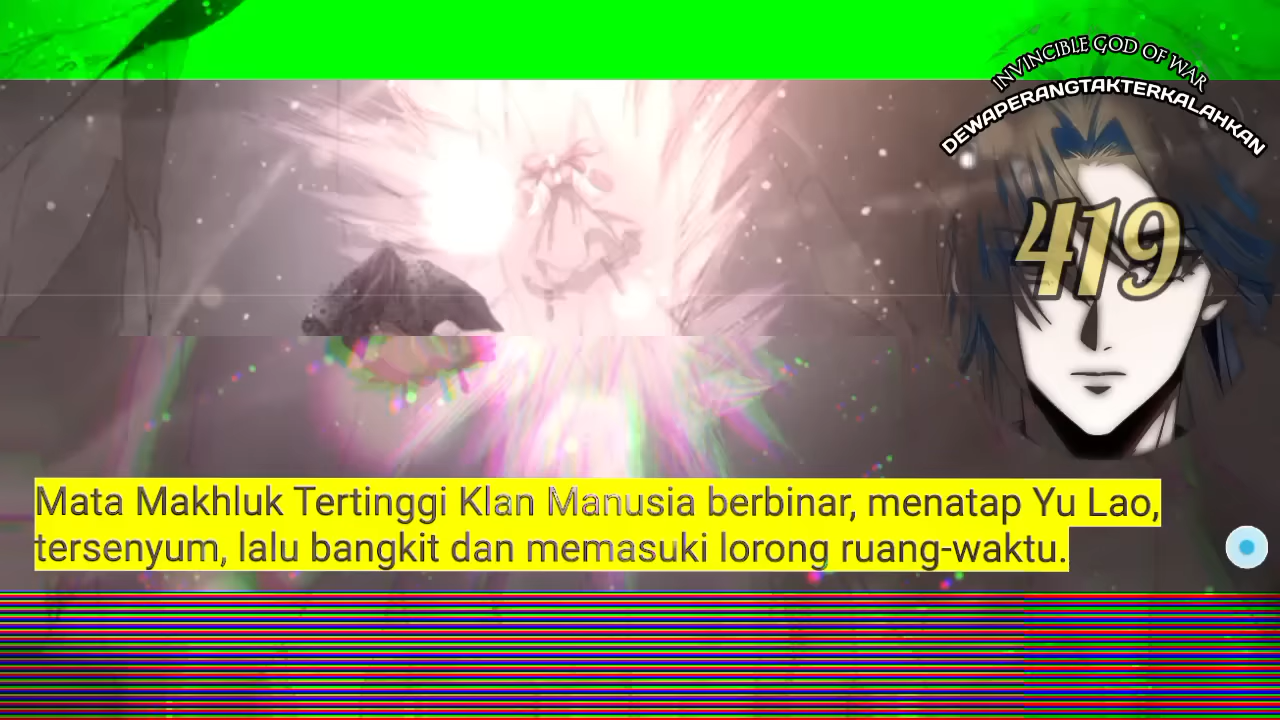 INVINCIBLE GOD OF WAR
DEWAPERANGTAKTERKALAHKAN
419
Mata Makhluk Tertinggi Klan Manusia berbinar, menatap Yu Lao,
tersenyum, lalu bangkit dan memasuki lorong ruang-waktu.